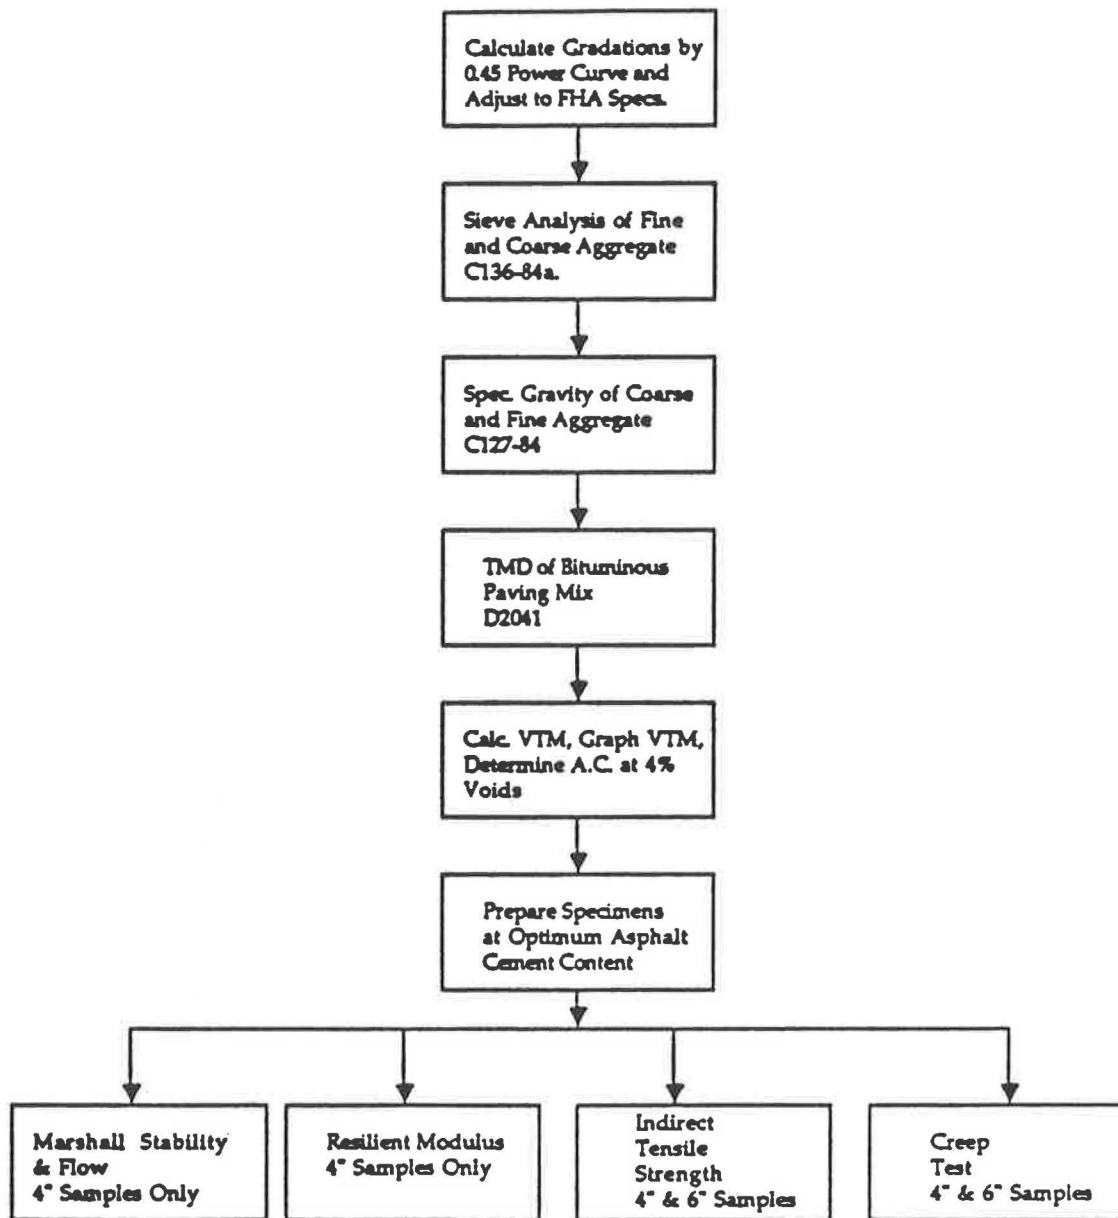 Calculate Gradations by
0.45 Power Curve and
Adjust to FHA Specs.
Sieve Analysis of Fine
and Coarse Aggregate
C136-84a.
Spec. Gravity of Coarse
and Fine Aggregate
C127-84
TMD of Bituminous
Paving Mix
D2041
Calc. VTM, Graph VTM,
Determine A.C. at 4%
Voids
Prepare Specimens
at Optimum Asphalt
Cement Content
Marshall Stability
& Flow
4" Samples Only
Resilient Modulus
4" Samples Only
Indirect
Tensile
Strength
4" & 6" Samples
Creep
Test
4" & 6" Samples